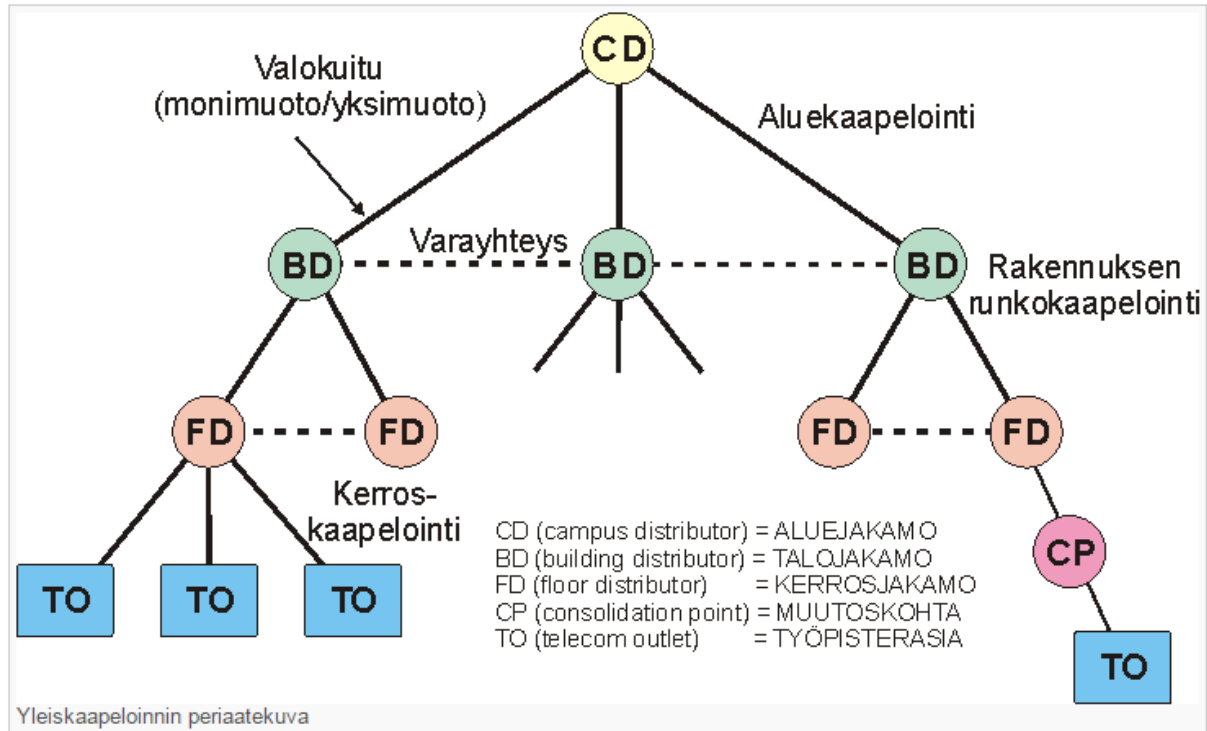 CD
Valokuitu
(monimuoto/yksimuoto)
Aluekaapelointi
Varayhteys
BD
BD
BD
Rakennuksen
runkokaapelointi
FD
FD
FD
FD
Kerros-
kaapelointi
CD (campus distributor) = ALUEJAKAMO
BD (building distributor) = TALOJAKAMO
FD (floor distributor) = KERROSJAKAMO
CP (consolidation point) = MUUTOSKOHTA
TO (telecom outlet) = TYÖPISTERASIA
CP
TO
TO
TO
TO
Yleiskaapeloinnin periaatekuva